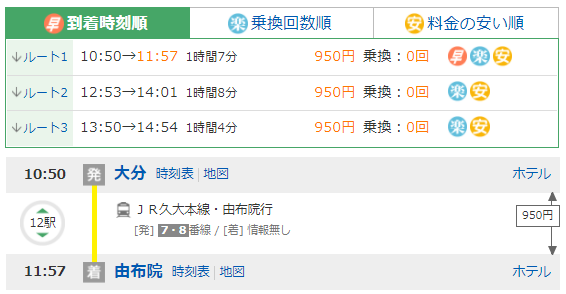 早 到着時刻順 楽 乗換回数順 安 料金の安い順
↓ルート1 10:50→11:57 1時間7分 950円 乗換：0回 早 楽 安
↓ルート2 12:53→14:01 1時間8分 950円 乗換：0回 楽 安
↓ルート3 13:50→14:54 1時間4分 950円 乗換：0回 楽 安
10:50 発 大分 時刻表 | 地図 ホテル
ＪＲ久大本線・由布院行
12駅 950円
[発] 7・8番線 / [着] 情報無し
11:57 着 由布院 時刻表 | 地図 ホテル